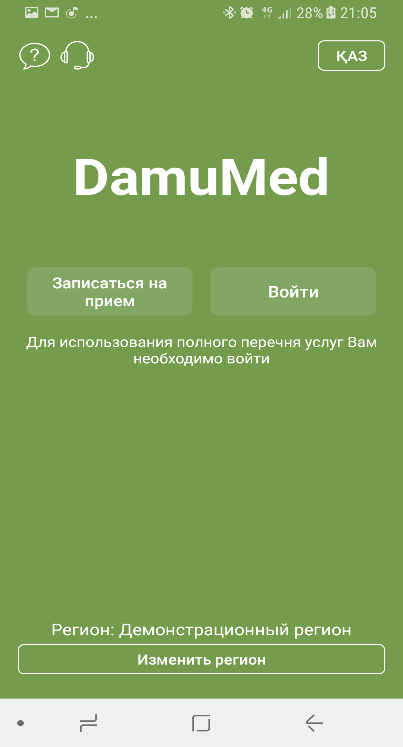 ... 4G 28% 21:05
?
ҚАЗ
DamuMed
Записаться на
прием
Войти
Для использования полного перечня услуг Вам
необходимо войти
Регион: Демонстрационный регион
Изменить регион